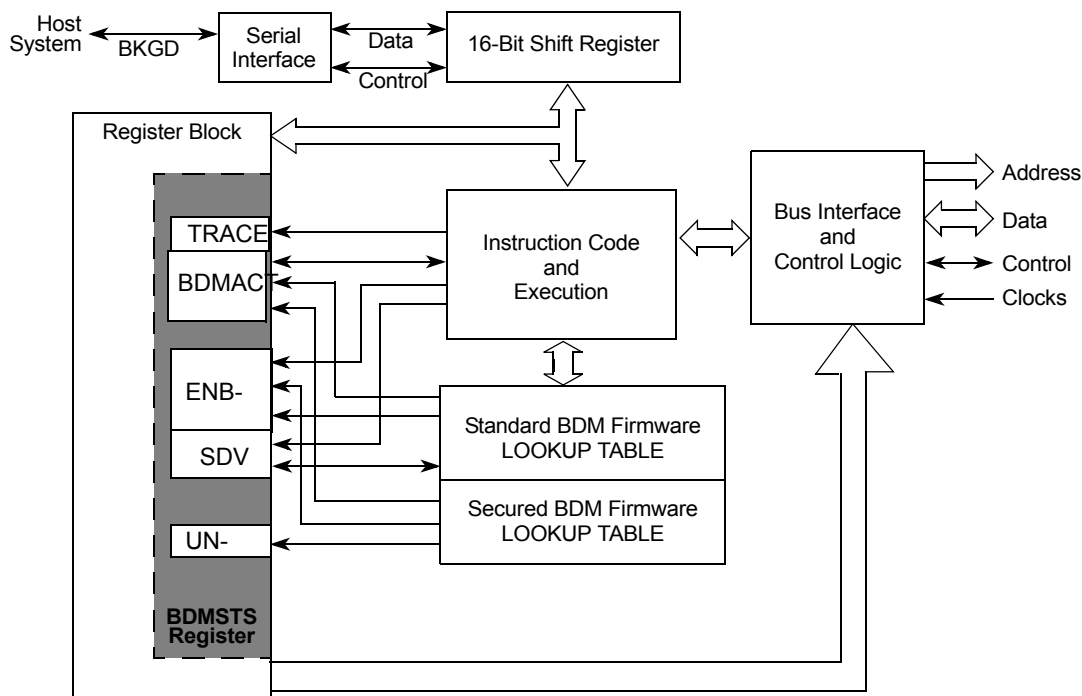 Host
System
BKGD
Serial
Interface
Data
Control
16-Bit Shift Register
Register Block
TRACE
BDMACT
ENB-
SDV
UN-
BDMSTS
Register
Instruction Code
and
Execution
Standard BDM Firmware
LOOKUP TABLE
Secured BDM Firmware
LOOKUP TABLE
Bus Interface
and
Control Logic
Address
Data
Control
Clocks